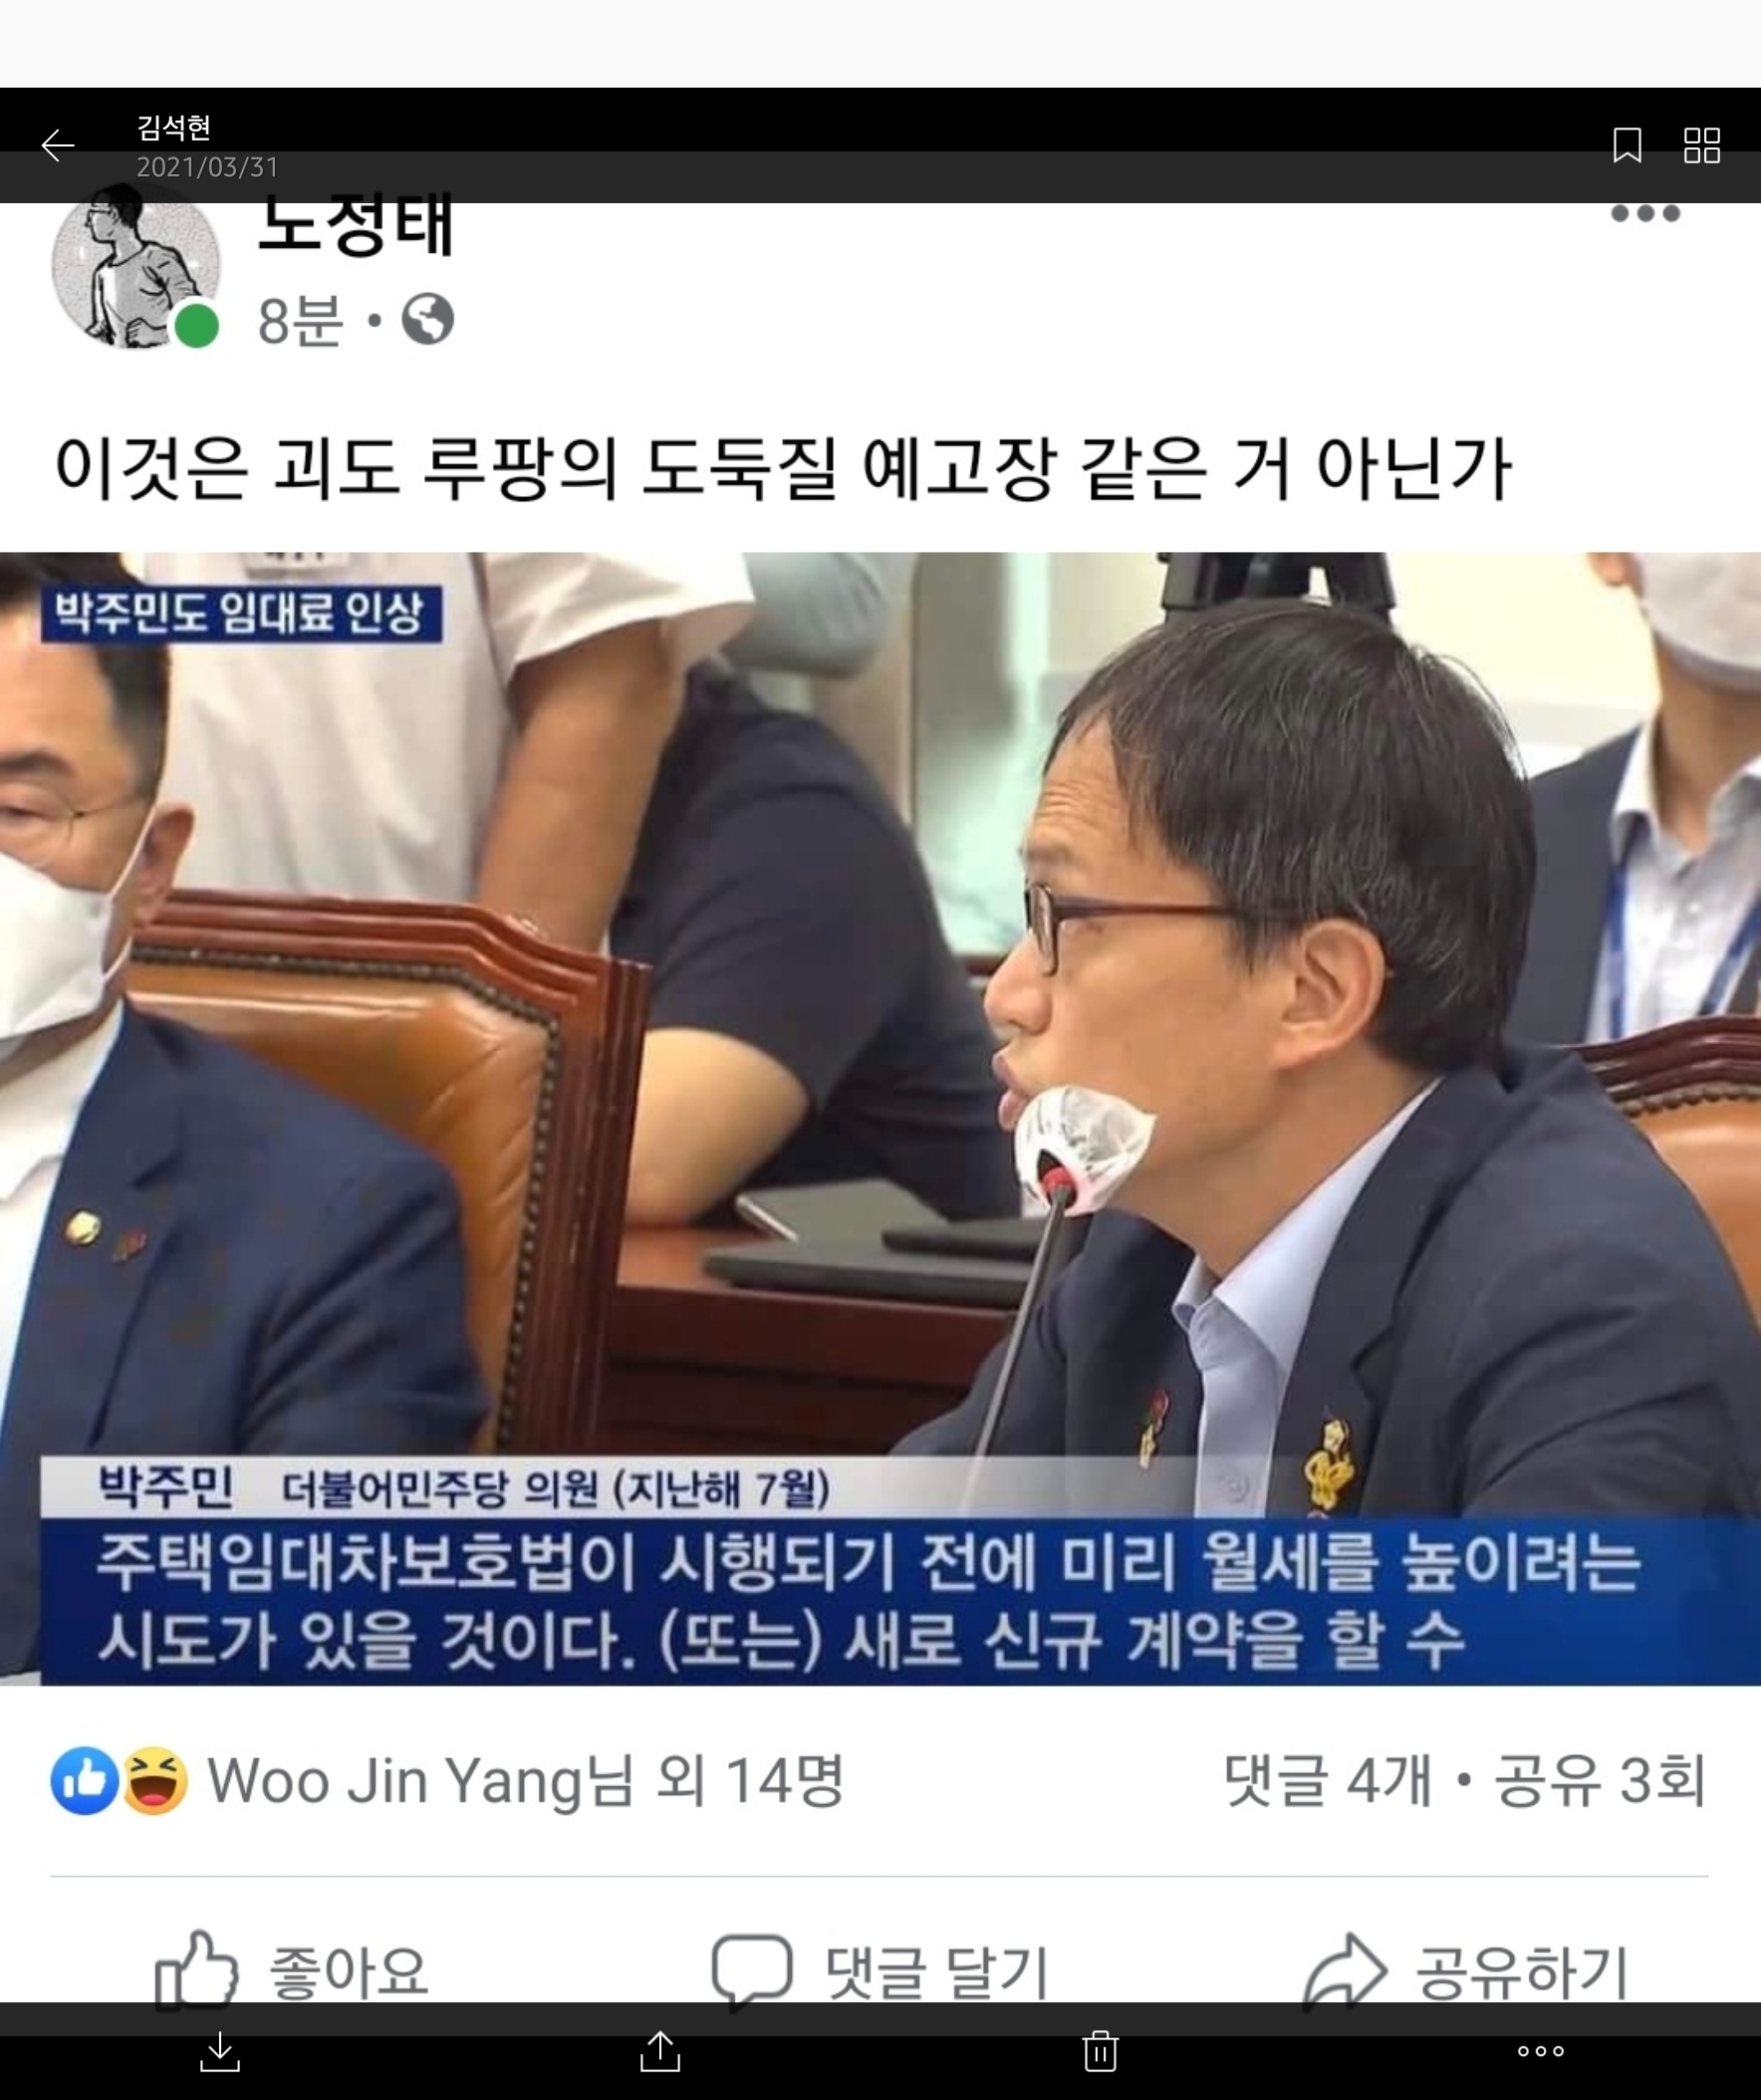 김석현
2021/03/31
노정태
8분 •
이것은 괴도 루팡의 도둑질 예고장 같은 거 아닌가
박주민도 임대료 인상
박주민 더불어민주당 의원 (지난해 7월)
주택임대차보호법이 시행되기 전에 미리 월세를 높이려는
시도가 있을 것이다. (또는) 새로 신규 계약을 할 수
Woo Jin Yang님 외 14명 댓글 4개 • 공유 3회
좋아요 댓글 달기 공유하기